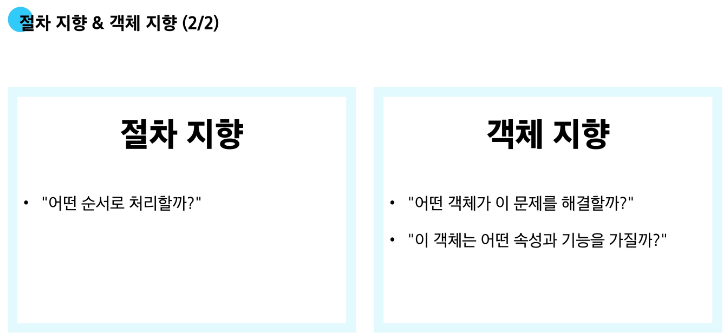 절차 지향 & 객체 지향 (2/2)
절차 지향
• "어떤 순서로 처리할까?"
객체 지향
• "어떤 객체가 이 문제를 해결할까?"
• "이 객체는 어떤 속성과 기능을 가질까?"